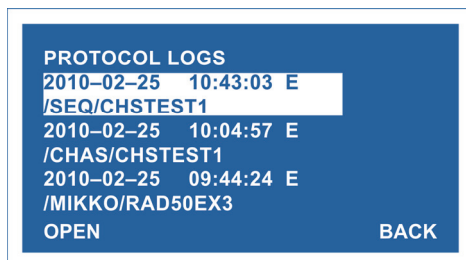 PROTOCOL LOGS
2010–02–25 10:43:03 E
/SEQ/CHSTEST1
2010–02–25 10:04:57 E
/CHAS/CHSTEST1
2010–02–25 09:44:24 E
/MIKKO/RAD50EX3
OPEN BACK